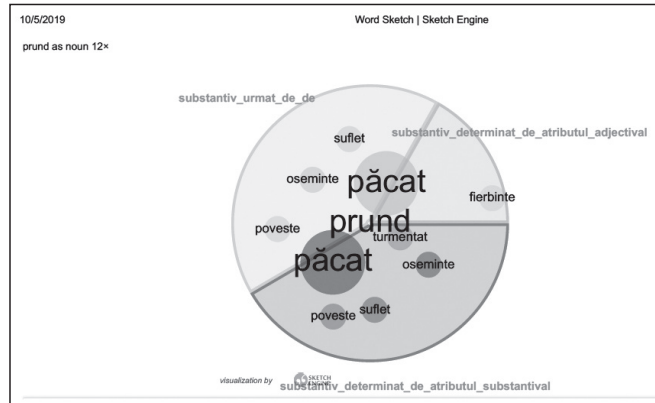 10/5/2019
Word Sketch | Sketch Engine
prund as noun 12×
substantiv_urmat_de_de
substantiv_determinat_de_atributul_adjectival
suflet
oseminte
păcat
fierbinte
poveste
prund
turmentat
păcat
oseminte
poveste
suflet
visualization by
SKETCH
ENGINE
substantiv_determinat_de_atributul_substantival